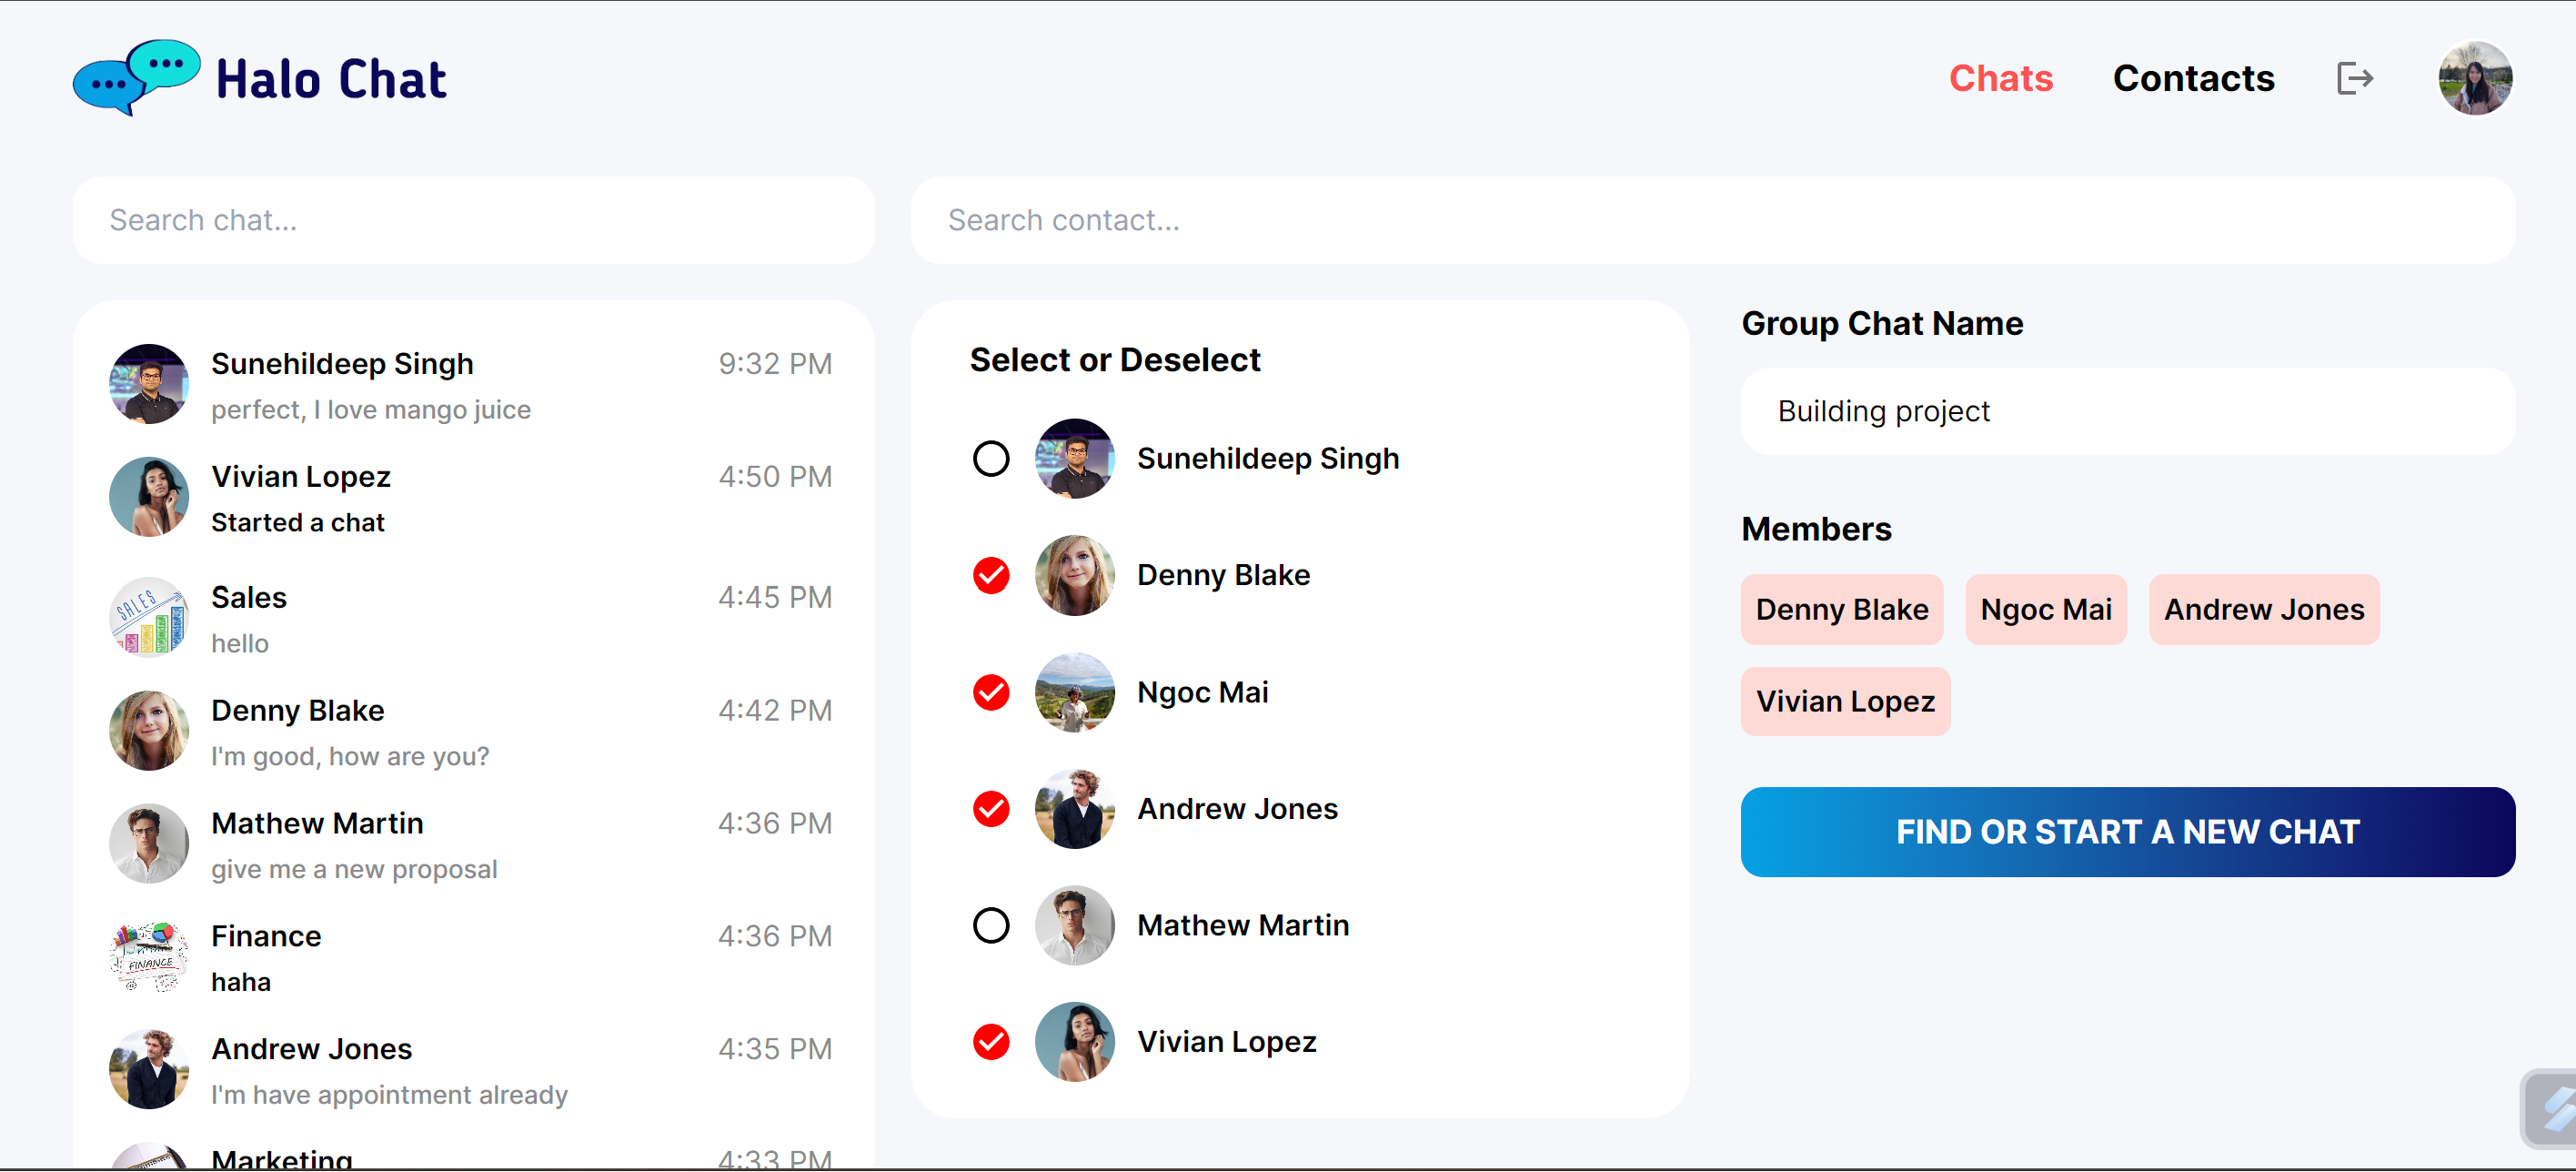 Halo Chat
Chats
Contacts
Search chat...
Search contact...
Sunehildeep Singh
9:32 PM
perfect, I love mango juice
Vivian Lopez
4:50 PM
Started a chat
SALES
Sales
4:45 PM
hello
Denny Blake
4:42 PM
I'm good, how are you?
Mathew Martin
4:36 PM
give me a new proposal
FINANCE
Finance
4:36 PM
haha
Andrew Jones
4:35 PM
I'm have appointment already
Marketing
4:33 PM
Select or Deselect
Sunehildeep Singh
Denny Blake
Ngoc Mai
Andrew Jones
Mathew Martin
Vivian Lopez
Group Chat Name
Building project
Members
Denny Blake
Ngoc Mai
Andrew Jones
Vivian Lopez
FIND OR START A NEW CHAT